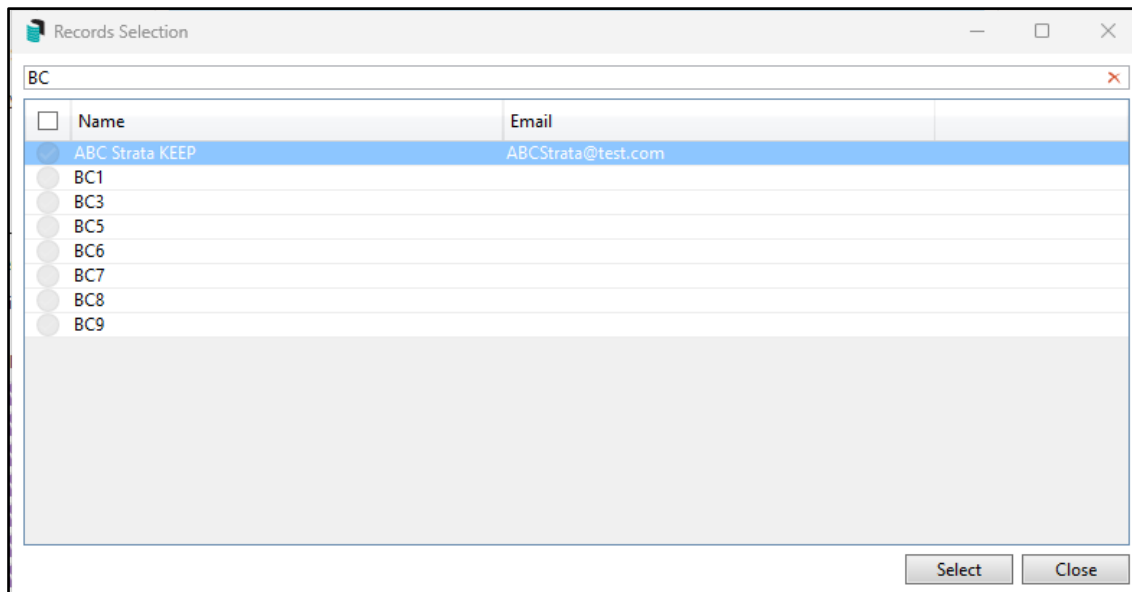 Records Selection
BC
Name Email
ABC Strata KEEP ABCStrata@test.com
BC1
BC3
BC5
BC6
BC7
BC8
BC9
Select Close